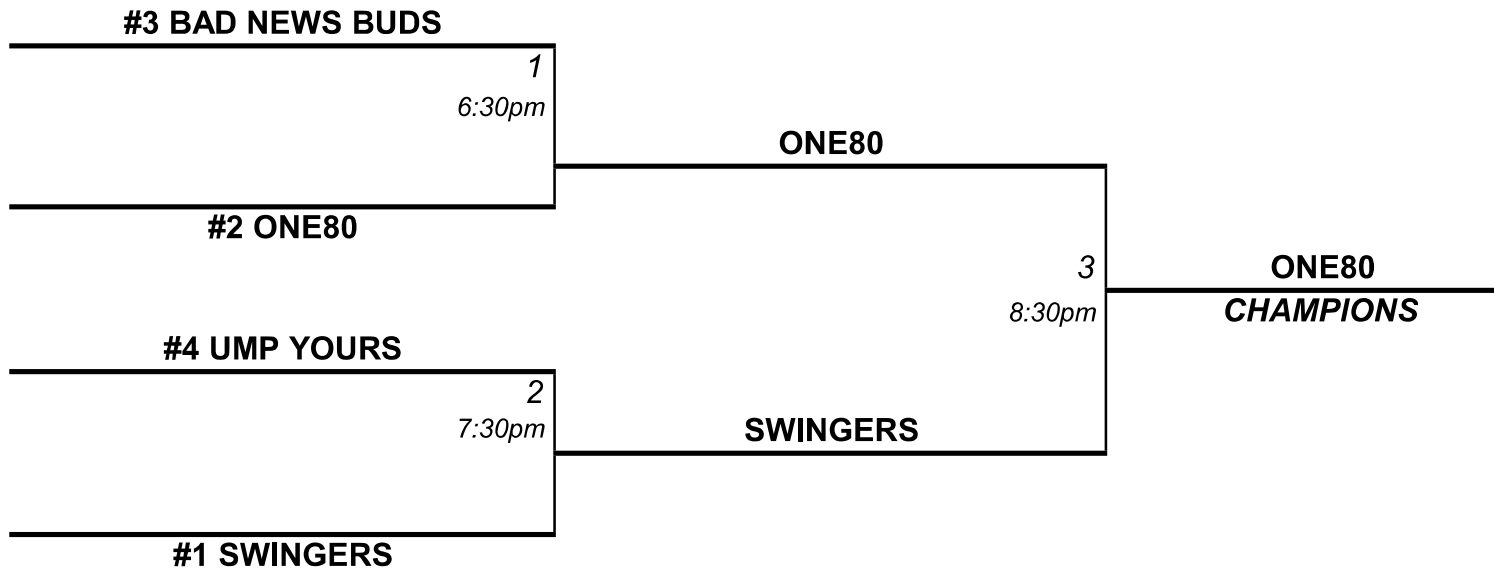 #3 BAD NEWS BUDS
1
6:30pm
ONE80
#2 ONE80
3
ONE80
8:30pm
CHAMPIONS
#4 UMP YOURS
2
7:30pm
SWINGERS
#1 SWINGERS